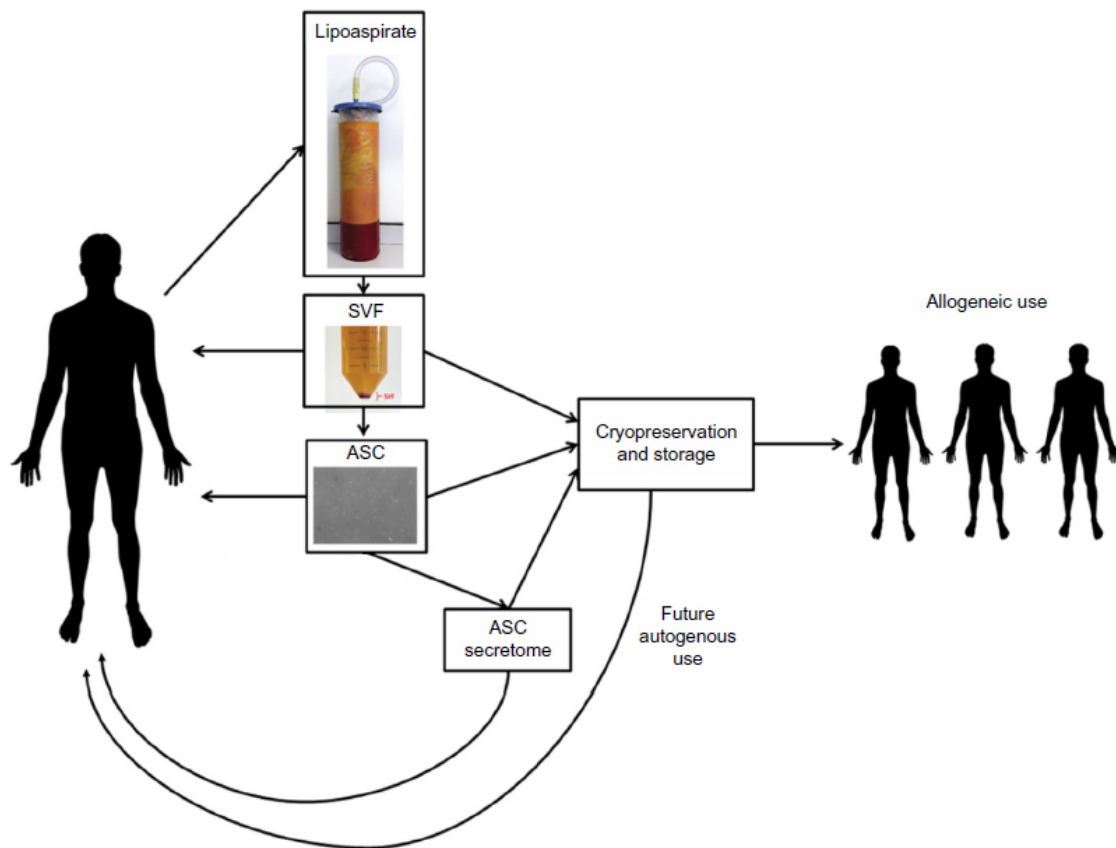 Lipoaspirate
SVF
SVF
ASC
Cryopreservation
and storage
Allogeneic use
ASC
secretome
Future
autogenous
use